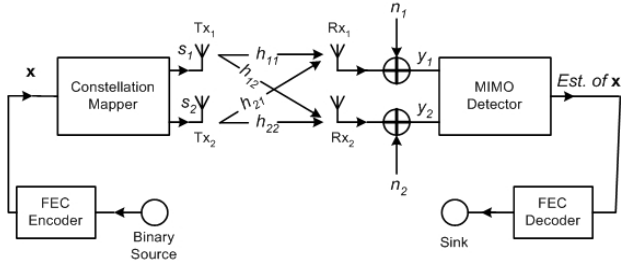 Tx1
Rx1
n1
x
s1
h11
y1
Constellation
Mapper
h12
MIMO
Detector
Est. of x
s2
h21
y2
Tx2
h22
Rx2
n2
FEC
Encoder
Binary
Source
Sink
FEC
Decoder